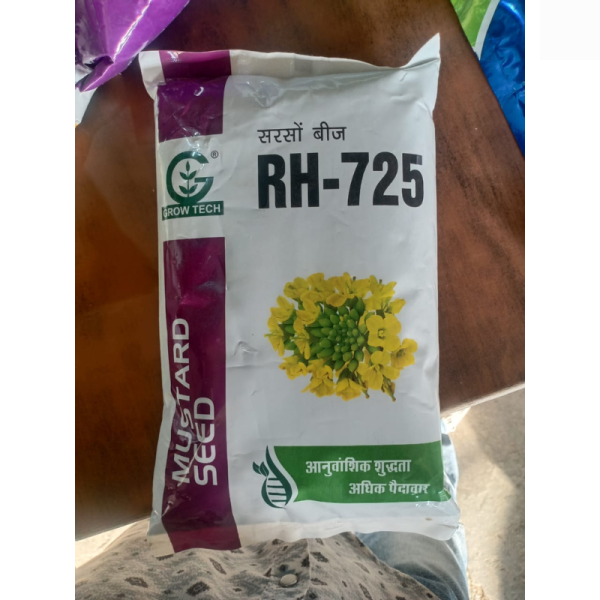 सरसों बीज
RH-725
G®
GROW TECH
MUSTARD
SEED
आनुवांशिक शुद्धता
अधिक पैदावार